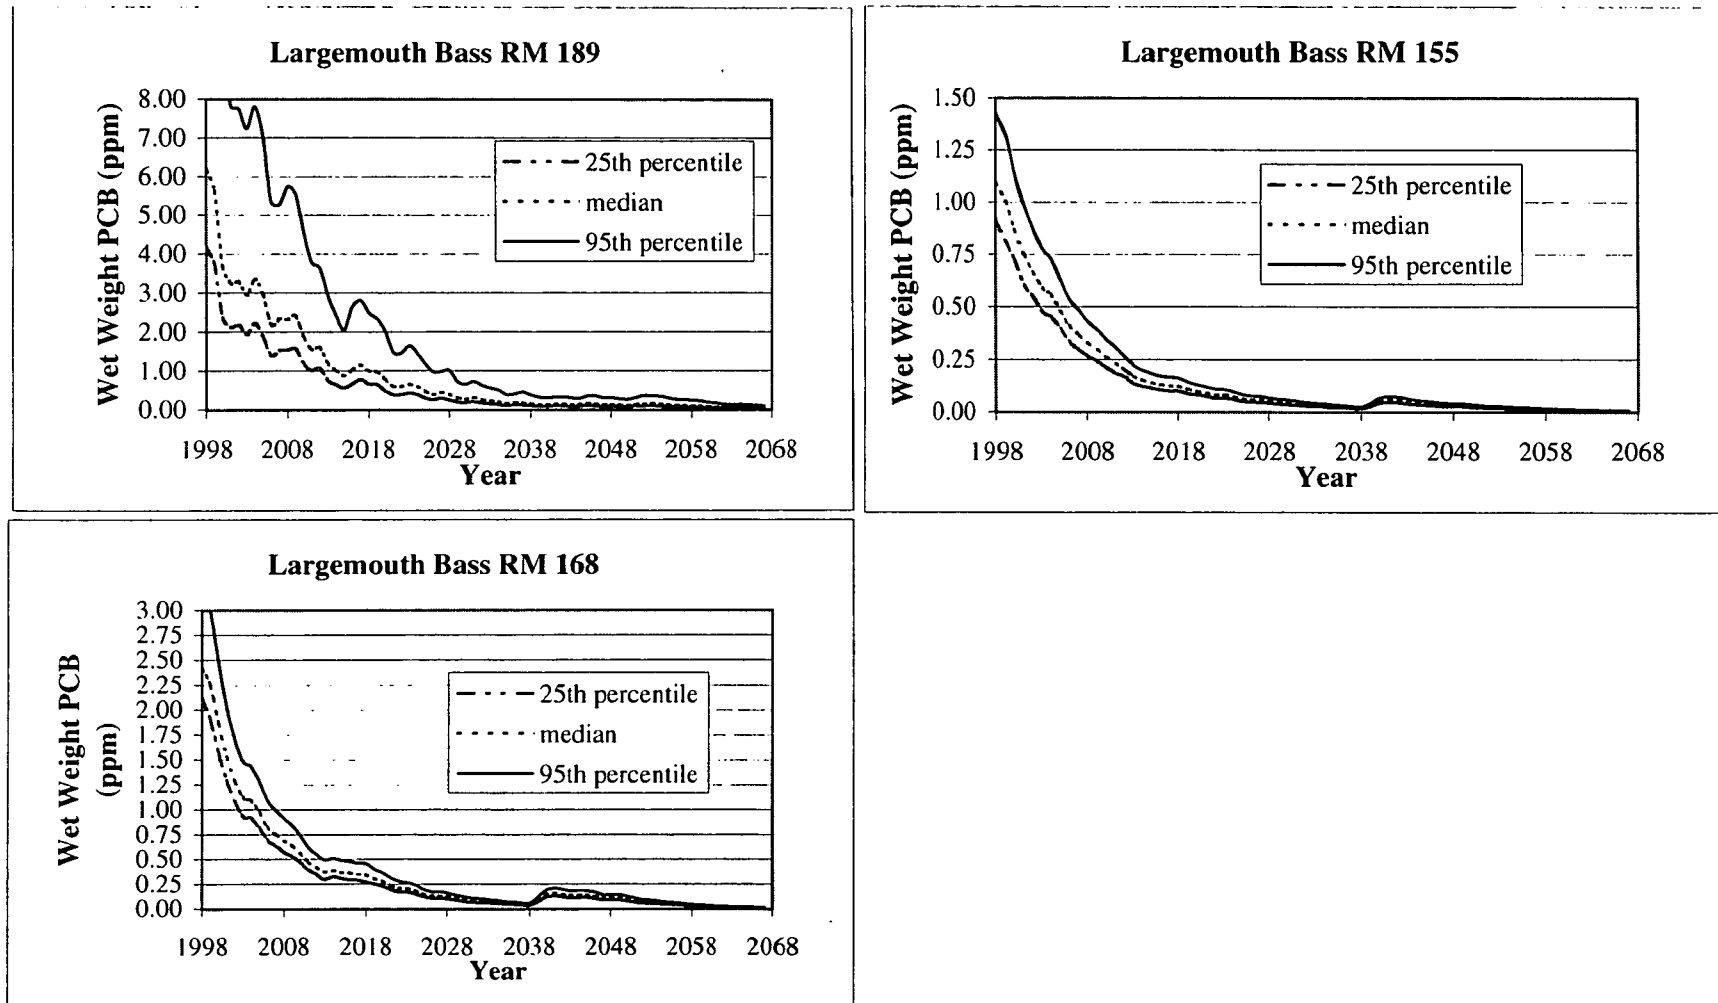 Largemouth Bass RM 189
Wet Weight PCB (ppm)
8.00
7.00
6.00
5.00
4.00
3.00
2.00
1.00
0.00
25th percentile
median
95th percentile
1998 2008 2018 2028 2038 2048 2058 2068
Year
Largemouth Bass RM 155
Wet Weight PCB (ppm)
1.50
1.25
1.00
0.75
0.50
0.25
0.00
25th percentile
median
95th percentile
1998 2008 2018 2028 2038 2048 2058 2068
Year
Largemouth Bass RM 168
Wet Weight PCB
(ppm)
3.00
2.75
2.50
2.25
2.00
1.75
1.50
1.25
1.00
0.75
0.50
0.25
0.00
25th percentile
median
95th percentile
1998 2008 2018 2028 2038 2048 2058 2068
Year